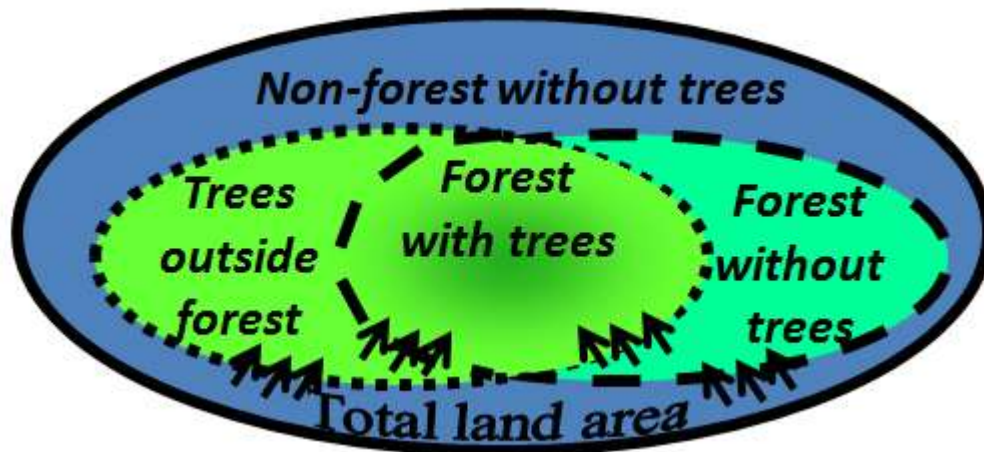 Non-forest without trees
Trees
outside
forest
Forest
with trees
Forest
without
trees
Total land area